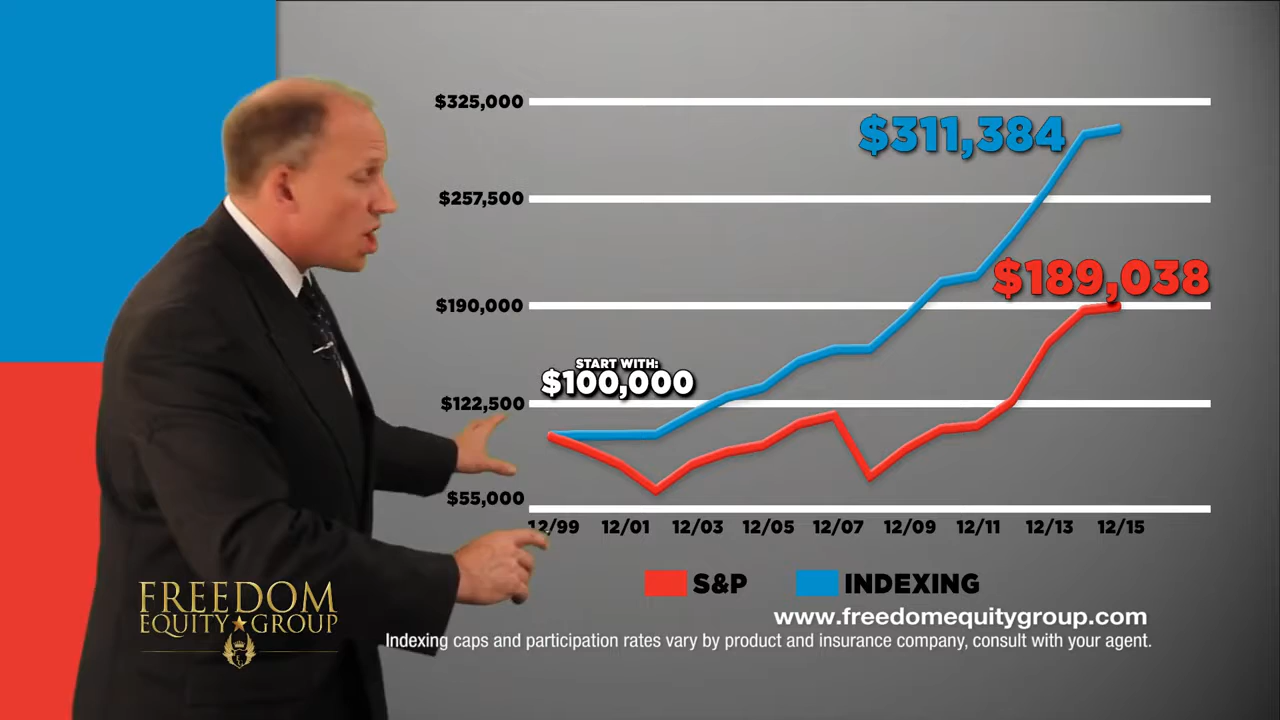 $325,000
$311,384
$257,500
$189,038
$190,000
START WITH:
$100,000
$122,500
$55,000
12/99 12/01 12/03 12/05 12/07 12/09 12/11 12/13 12/15
S&P INDEXING
FREEDOM
EQUITY GROUP
www.freedomequitygroup.com
Indexing caps and participation rates vary by product and insurance company, consult with your agent.